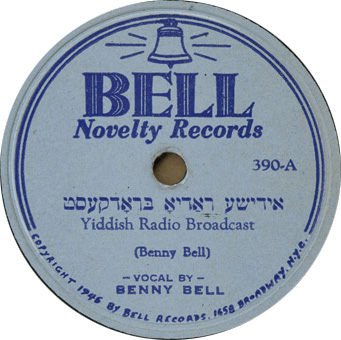 BELL
Novelty Records
390-A
אידישע ראַדיאָ בראָדקעסט
Yiddish Radio Broadcast
(Benny Bell)
– VOCAL BY –
BENNY BELL
COPYRIGHT 1946 BY BELL RECORDS, 1658 BROADWAY, N.Y.C.